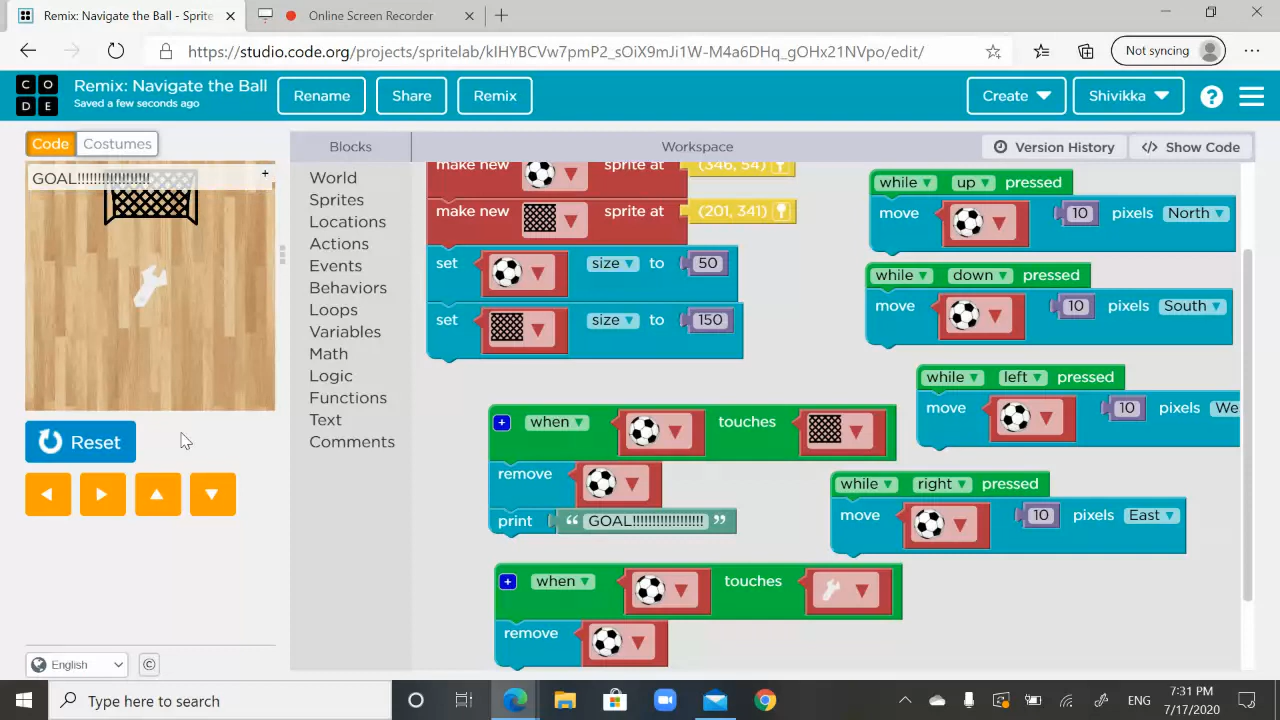 Remix: Navigate the Ball - Sprite
Online Screen Recorder
https://studio.code.org/projects/spritelab/kIHYBCVw7pmP2_sOiX9mJi1W-M4a6DHq_gOHx21NVpo/edit/
Not syncing
C O
D E
Remix: Navigate the Ball
Saved a few seconds ago
Rename
Share
Remix
Create
Shivikka
?
Code
Costumes
Blocks
Workspace
Version History
</> Show Code
GOAL!!!!!!!!!!!!!!!!!!
+
Reset
English
©
World
Sprites
Locations
Actions
Events
Behaviors
Loops
Variables
Math
Logic
Functions
Text
Comments
make new sprite at (346, 54)
make new sprite at (201, 341)
set size to 50
set size to 150
+ when touches
remove
print “ GOAL!!!!!!!!!!!!!!!!!! ”
+ when touches
remove
while up pressed
move 10 pixels North
while down pressed
move 10 pixels South
while left pressed
move 10 pixels We
while right pressed
move 10 pixels East
Type here to search
ENG
7:31 PM
7/17/2020